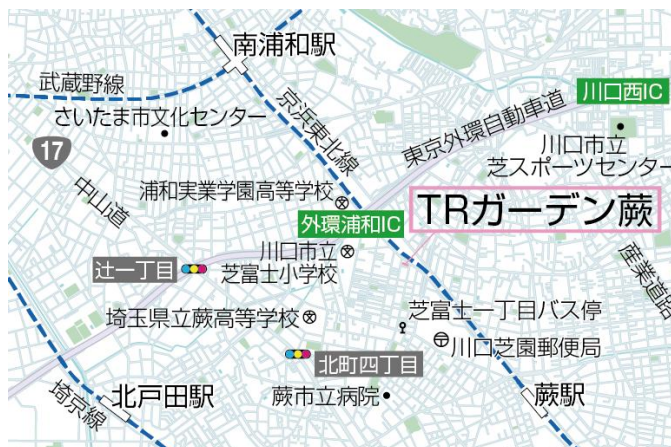 南浦和駅
武蔵野線
さいたま市文化センター
京浜東北線
川口西IC
東京外環自動車道
17
川口市立
芝スポーツセンター
中山道
浦和実業学園高等学校
TRガーデン蕨
外環浦和IC
川口市立
芝富士小学校
辻一丁目
産業道路
埼玉県立蕨高等学校
芝富士一丁目バス停
川口芝園郵便局
北町四丁目
埼京線
北戸田駅
蕨市立病院
蕨駅